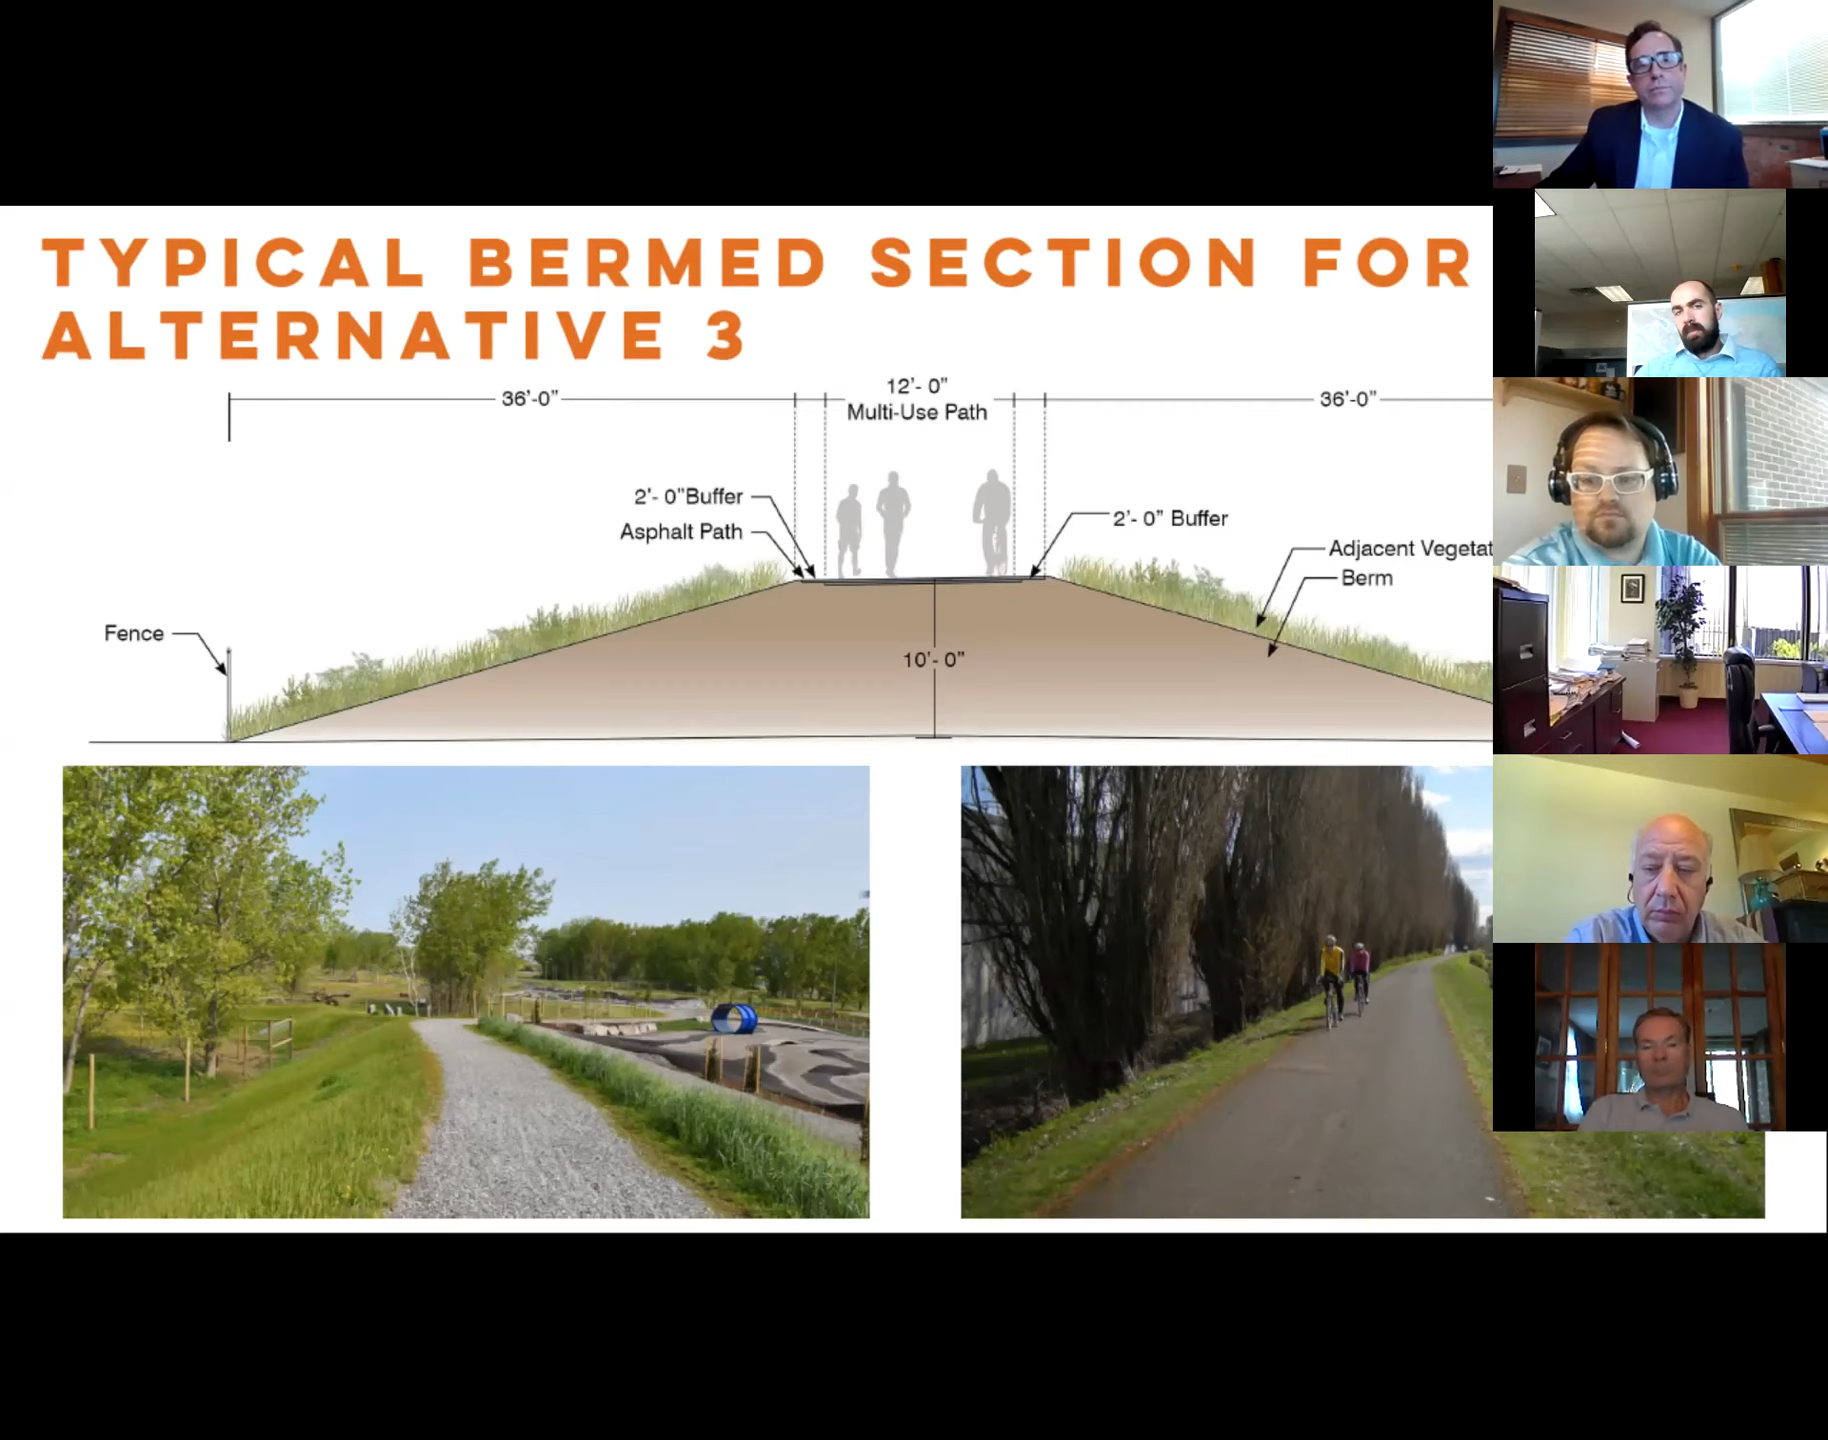 TYPICAL BERMED SECTION FOR
ALTERNATIVE 3
36'-0"
12'- 0"
Multi-Use Path
36'-0"
2'- 0"Buffer
Asphalt Path
2'- 0" Buffer
Adjacent Vegetat
Berm
Fence
10'- 0"